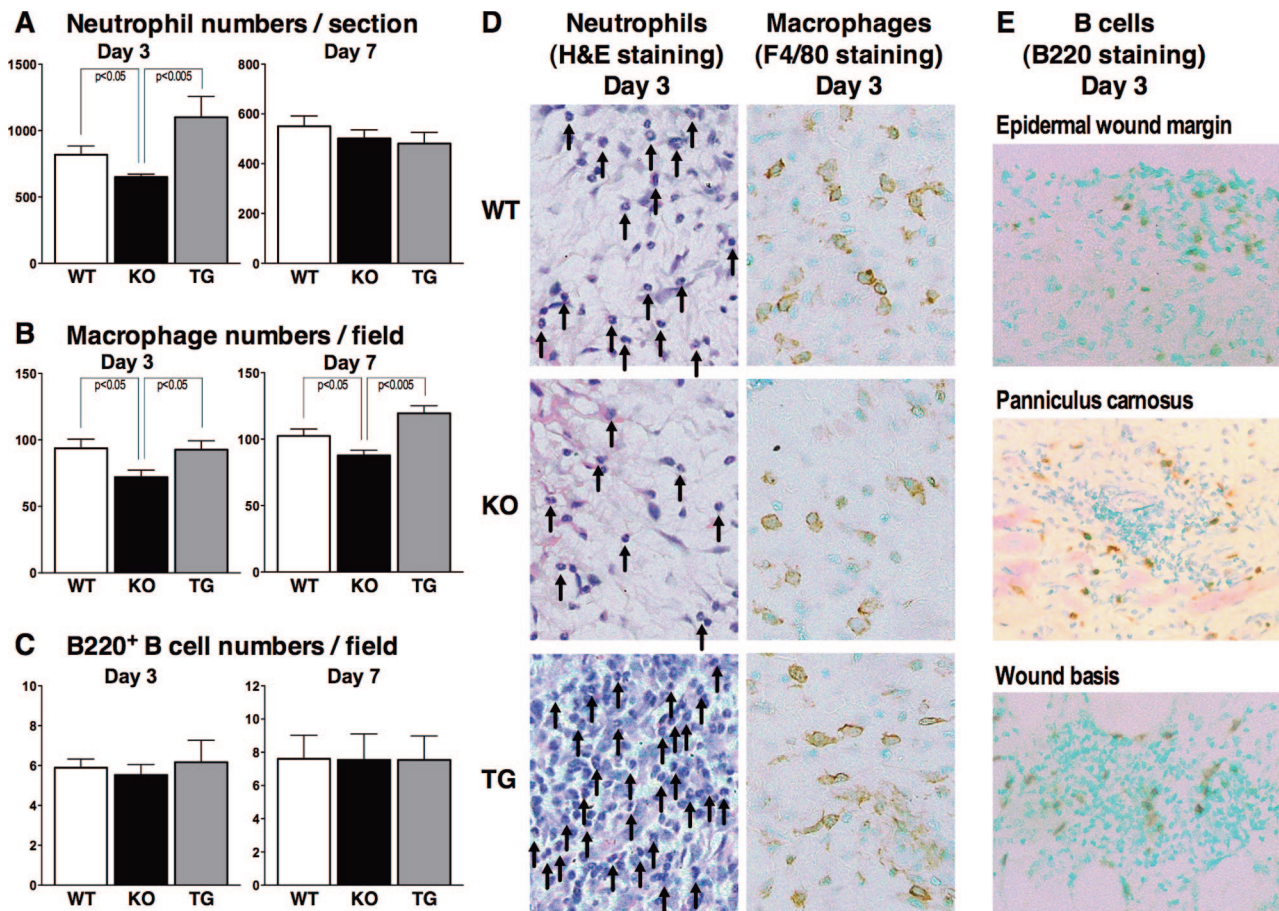 A Neutrophil numbers / section
Day 3
Day 7
1500
1000
500
0
p<0.05
p<0.005
WT KO TG
800
600
400
200
0
WT KO TG
B Macrophage numbers / field
Day 3
Day 7
150
100
50
0
p<0.05
p<0.05
WT KO TG
150
100
50
0
p<0.05
p<0.005
WT KO TG
C B220+ B cell numbers / field
Day 3
Day 7
10
8
6
4
2
0
WT KO TG
12
10
8
6
4
2
0
WT KO TG
D Neutrophils
(H&E staining)
Day 3
Macrophages
(F4/80 staining)
Day 3
WT
KO
TG
E B cells
(B220 staining)
Day 3
Epidermal wound margin
Panniculus carnosus
Wound basis